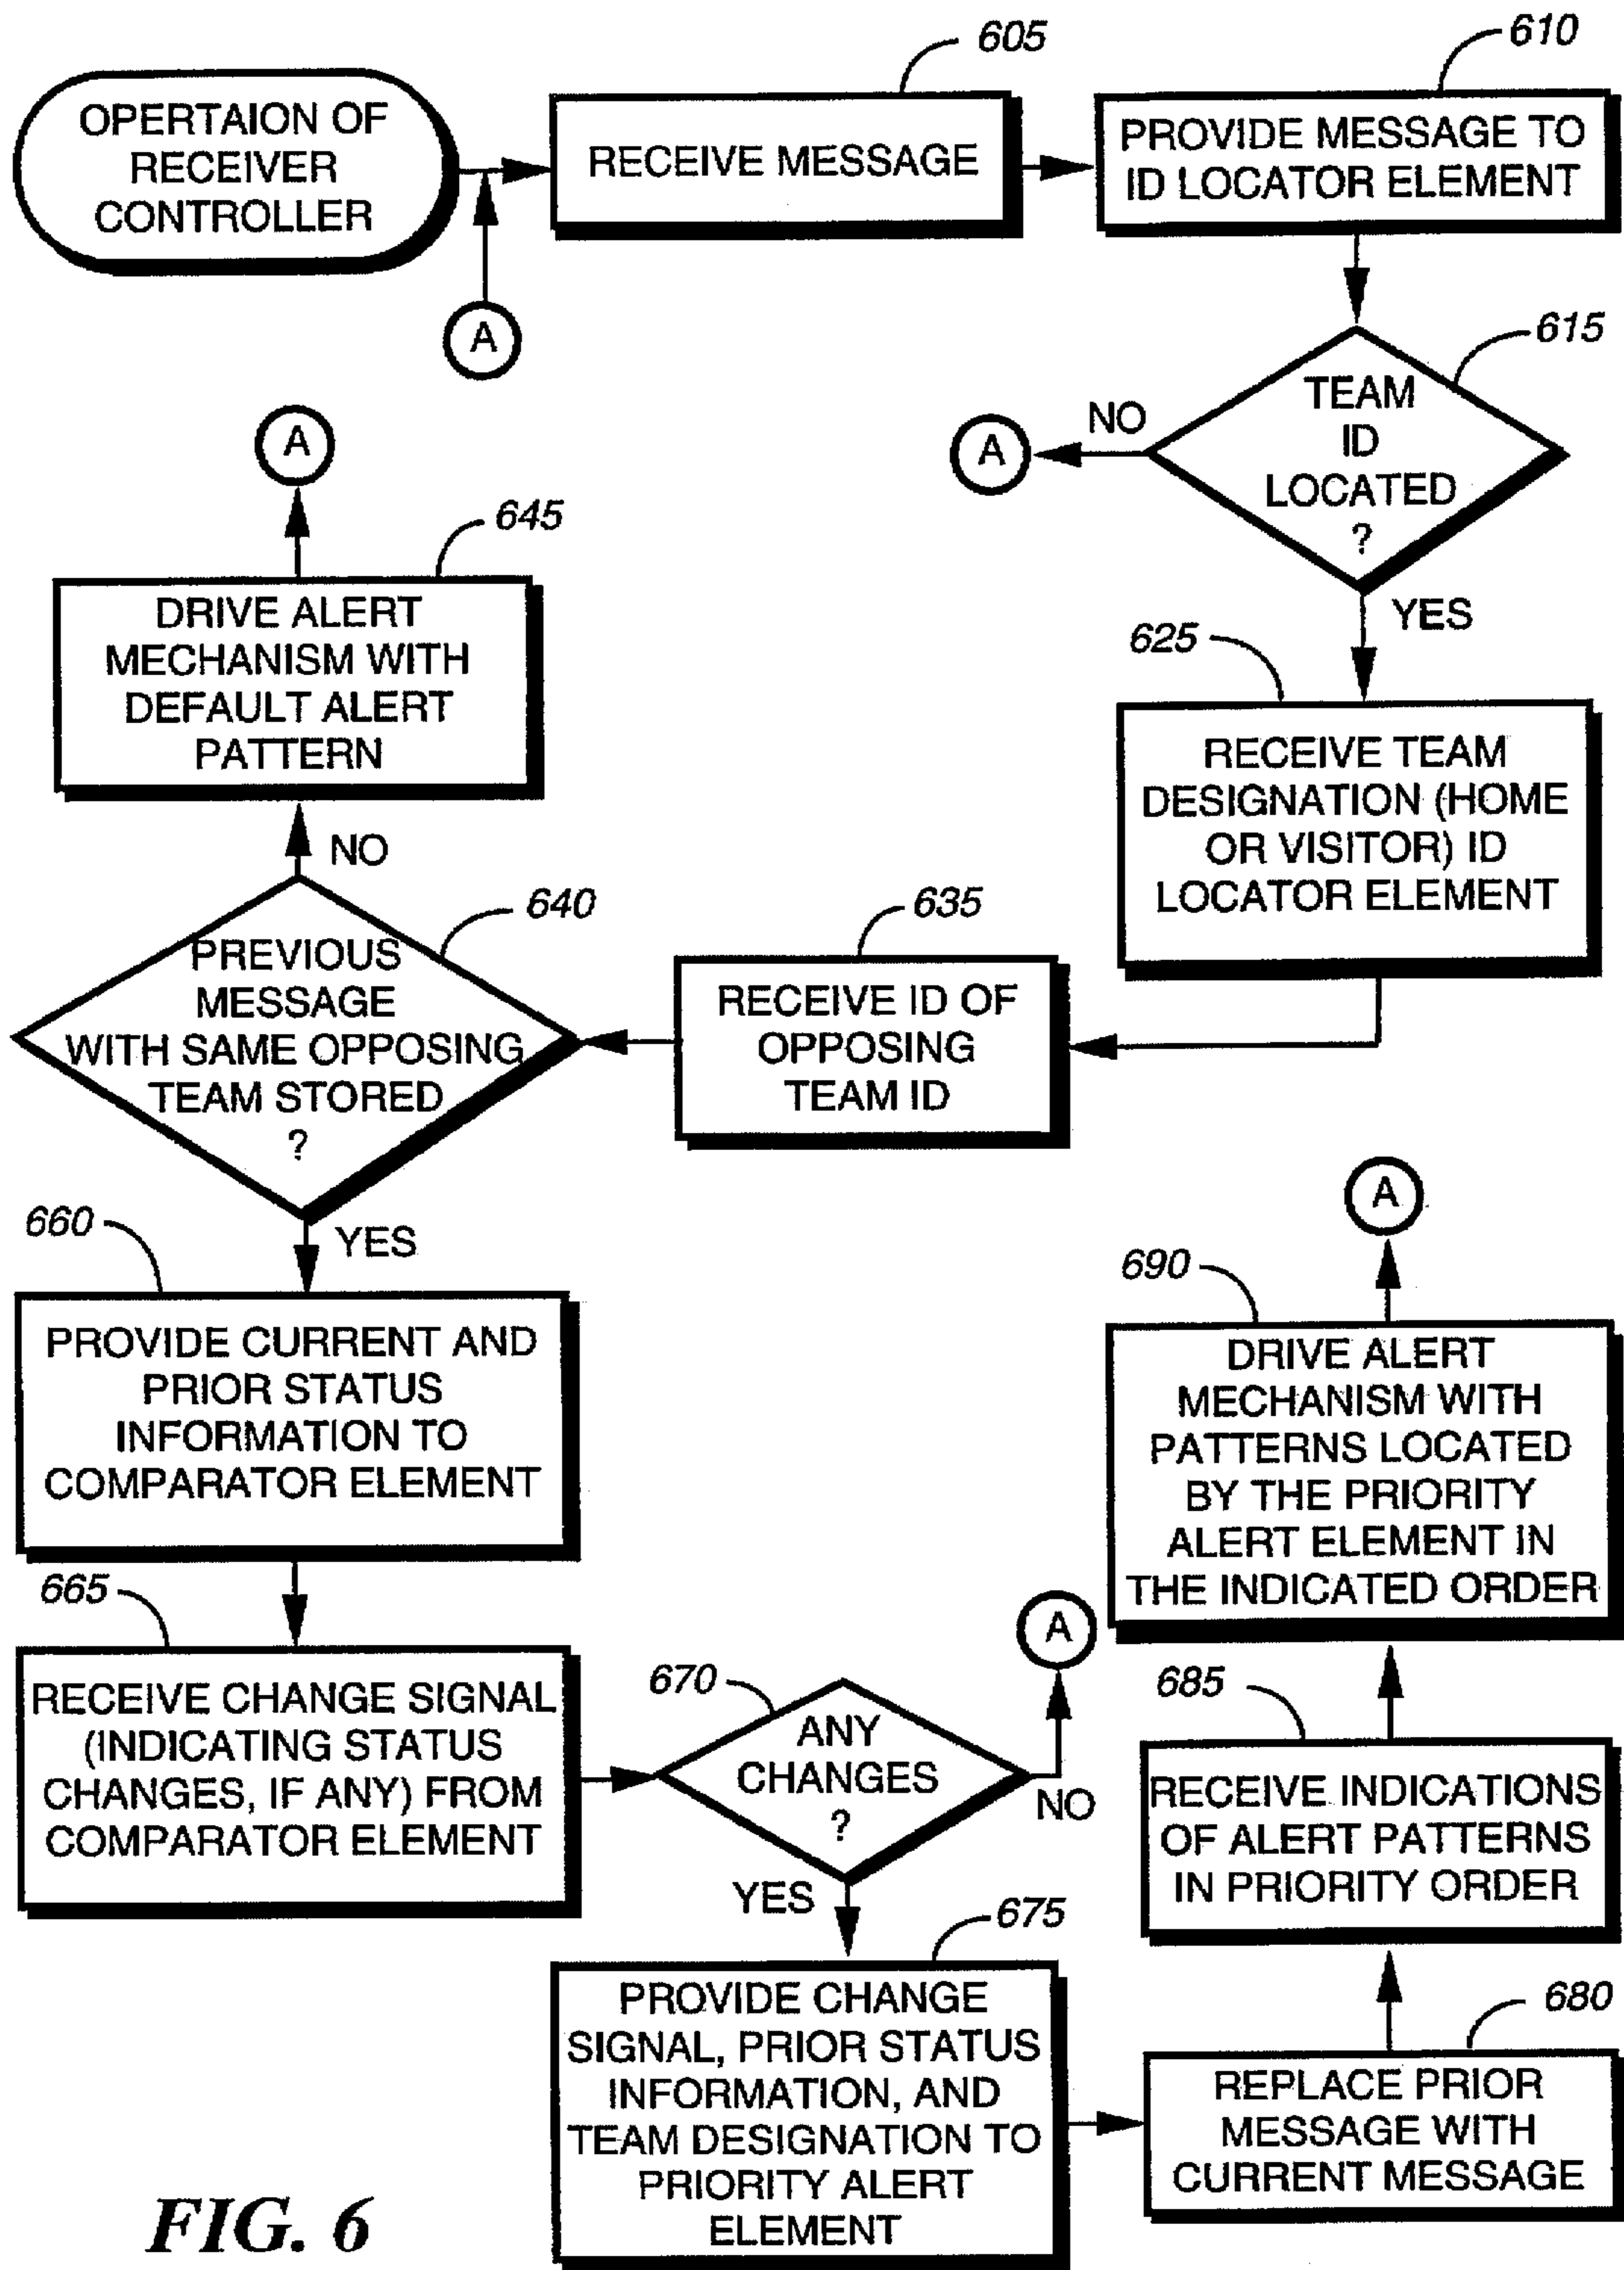 OPERTAION OF
RECEIVER
CONTROLLER
A
605
RECEIVE MESSAGE
610
PROVIDE MESSAGE TO
ID LOCATOR ELEMENT
615
TEAM
ID
LOCATED
?
NO
A
YES
625
RECEIVE TEAM
DESIGNATION (HOME
OR VISITOR) ID
LOCATOR ELEMENT
635
RECEIVE ID OF
OPPOSING
TEAM ID
640
PREVIOUS
MESSAGE
WITH SAME OPPOSING
TEAM STORED
?
NO
645
DRIVE ALERT
MECHANISM WITH
DEFAULT ALERT
PATTERN
A
YES
660
PROVIDE CURRENT AND
PRIOR STATUS
INFORMATION TO
COMPARATOR ELEMENT
665
RECEIVE CHANGE SIGNAL
(INDICATING STATUS
CHANGES, IF ANY) FROM
COMPARATOR ELEMENT
670
ANY
CHANGES
?
NO
A
YES
675
PROVIDE CHANGE
SIGNAL, PRIOR STATUS
INFORMATION, AND
TEAM DESIGNATION TO
PRIORITY ALERT
ELEMENT
680
REPLACE PRIOR
MESSAGE WITH
CURRENT MESSAGE
685
RECEIVE INDICATIONS
OF ALERT PATTERNS
IN PRIORITY ORDER
690
DRIVE ALERT
MECHANISM WITH
PATTERNS LOCATED
BY THE PRIORITY
ALERT ELEMENT IN
THE INDICATED ORDER
A
FIG. 6